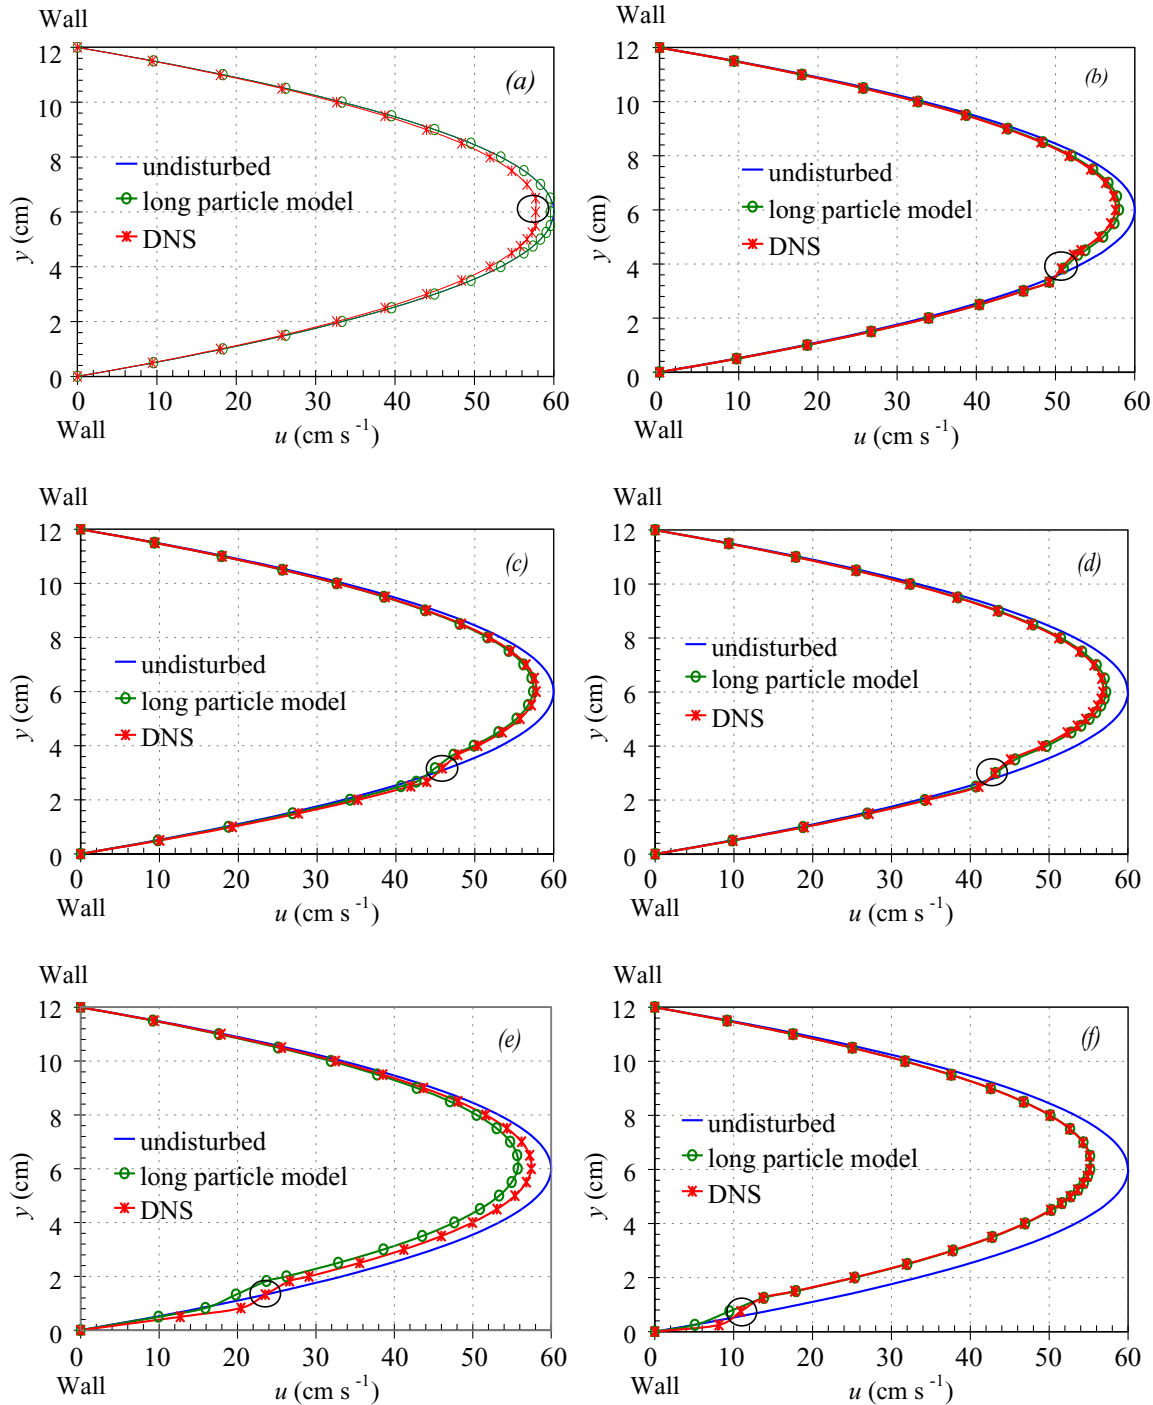 Wall
12
10
8
6
4
2
0
y (cm)
(a)
undisturbed
long particle model
DNS
0 10 20 30 40 50 60
Wall
u (cm s -1)
Wall
12
10
8
6
4
2
0
y (cm)
(b)
undisturbed
long particle model
DNS
0 10 20 30 40 50 60
Wall
u (cm s -1)
Wall
12
10
8
6
4
2
0
y (cm)
(c)
undisturbed
long particle model
DNS
0 10 20 30 40 50 60
Wall
u (cm s -1)
12
10
8
6
4
2
0
y (cm)
(d)
undisturbed
long particle model
DNS
0 10 20 30 40 50 60
Wall
u (cm s -1)
Wall
Wall
12
10
8
6
4
2
0
y (cm)
(e)
undisturbed
long particle model
DNS
0 10 20 30 40 50 60
Wall
u (cm s -1)
Wall
12
10
8
6
4
2
0
y (cm)
(f)
undisturbed
long particle model
DNS
0 10 20 30 40 50 60
Wall
u (cm s -1)